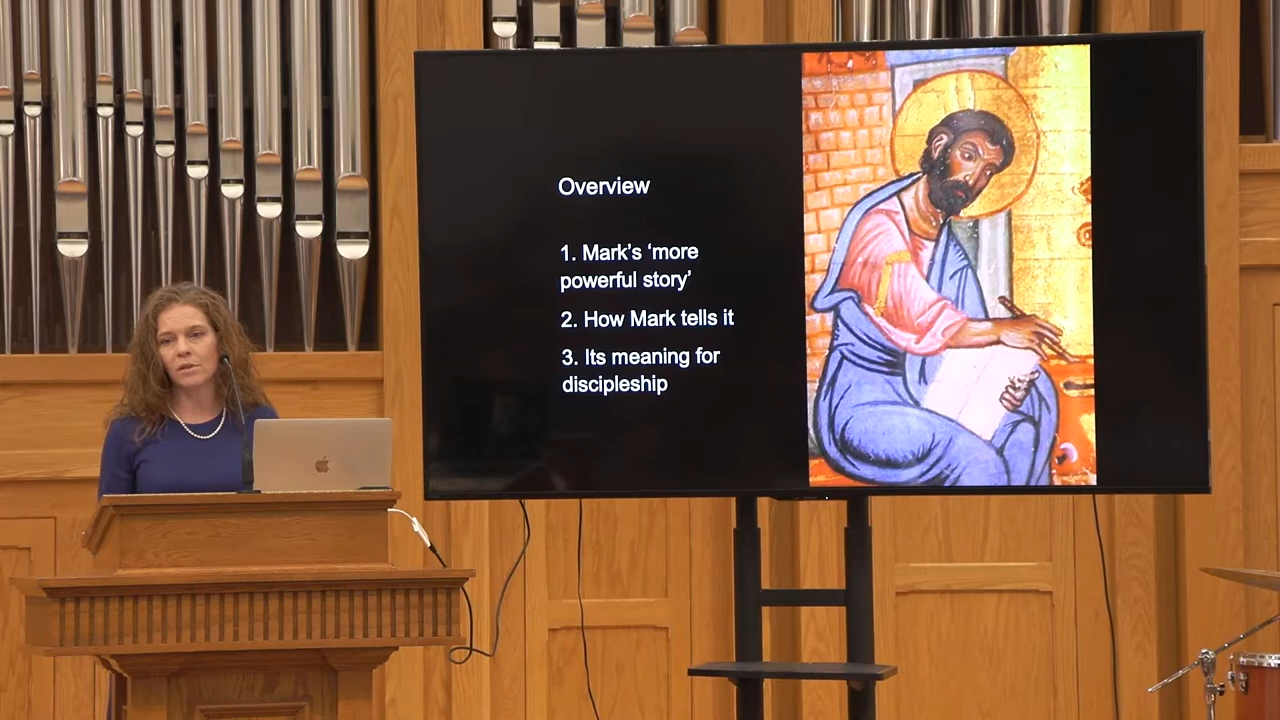 Overview
1. Mark's ‘more
powerful story’
2. How Mark tells it
3. Its meaning for
discipleship